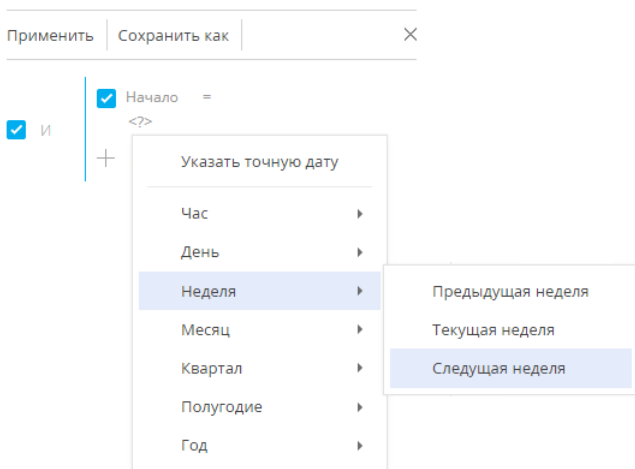 Применить Сохранить как
Начало =
И
<?>
Указать точную дату
Час
День
Неделя
Предыдущая неделя
Месяц
Текущая неделя
Квартал
Следущая неделя
Полугодие
Год